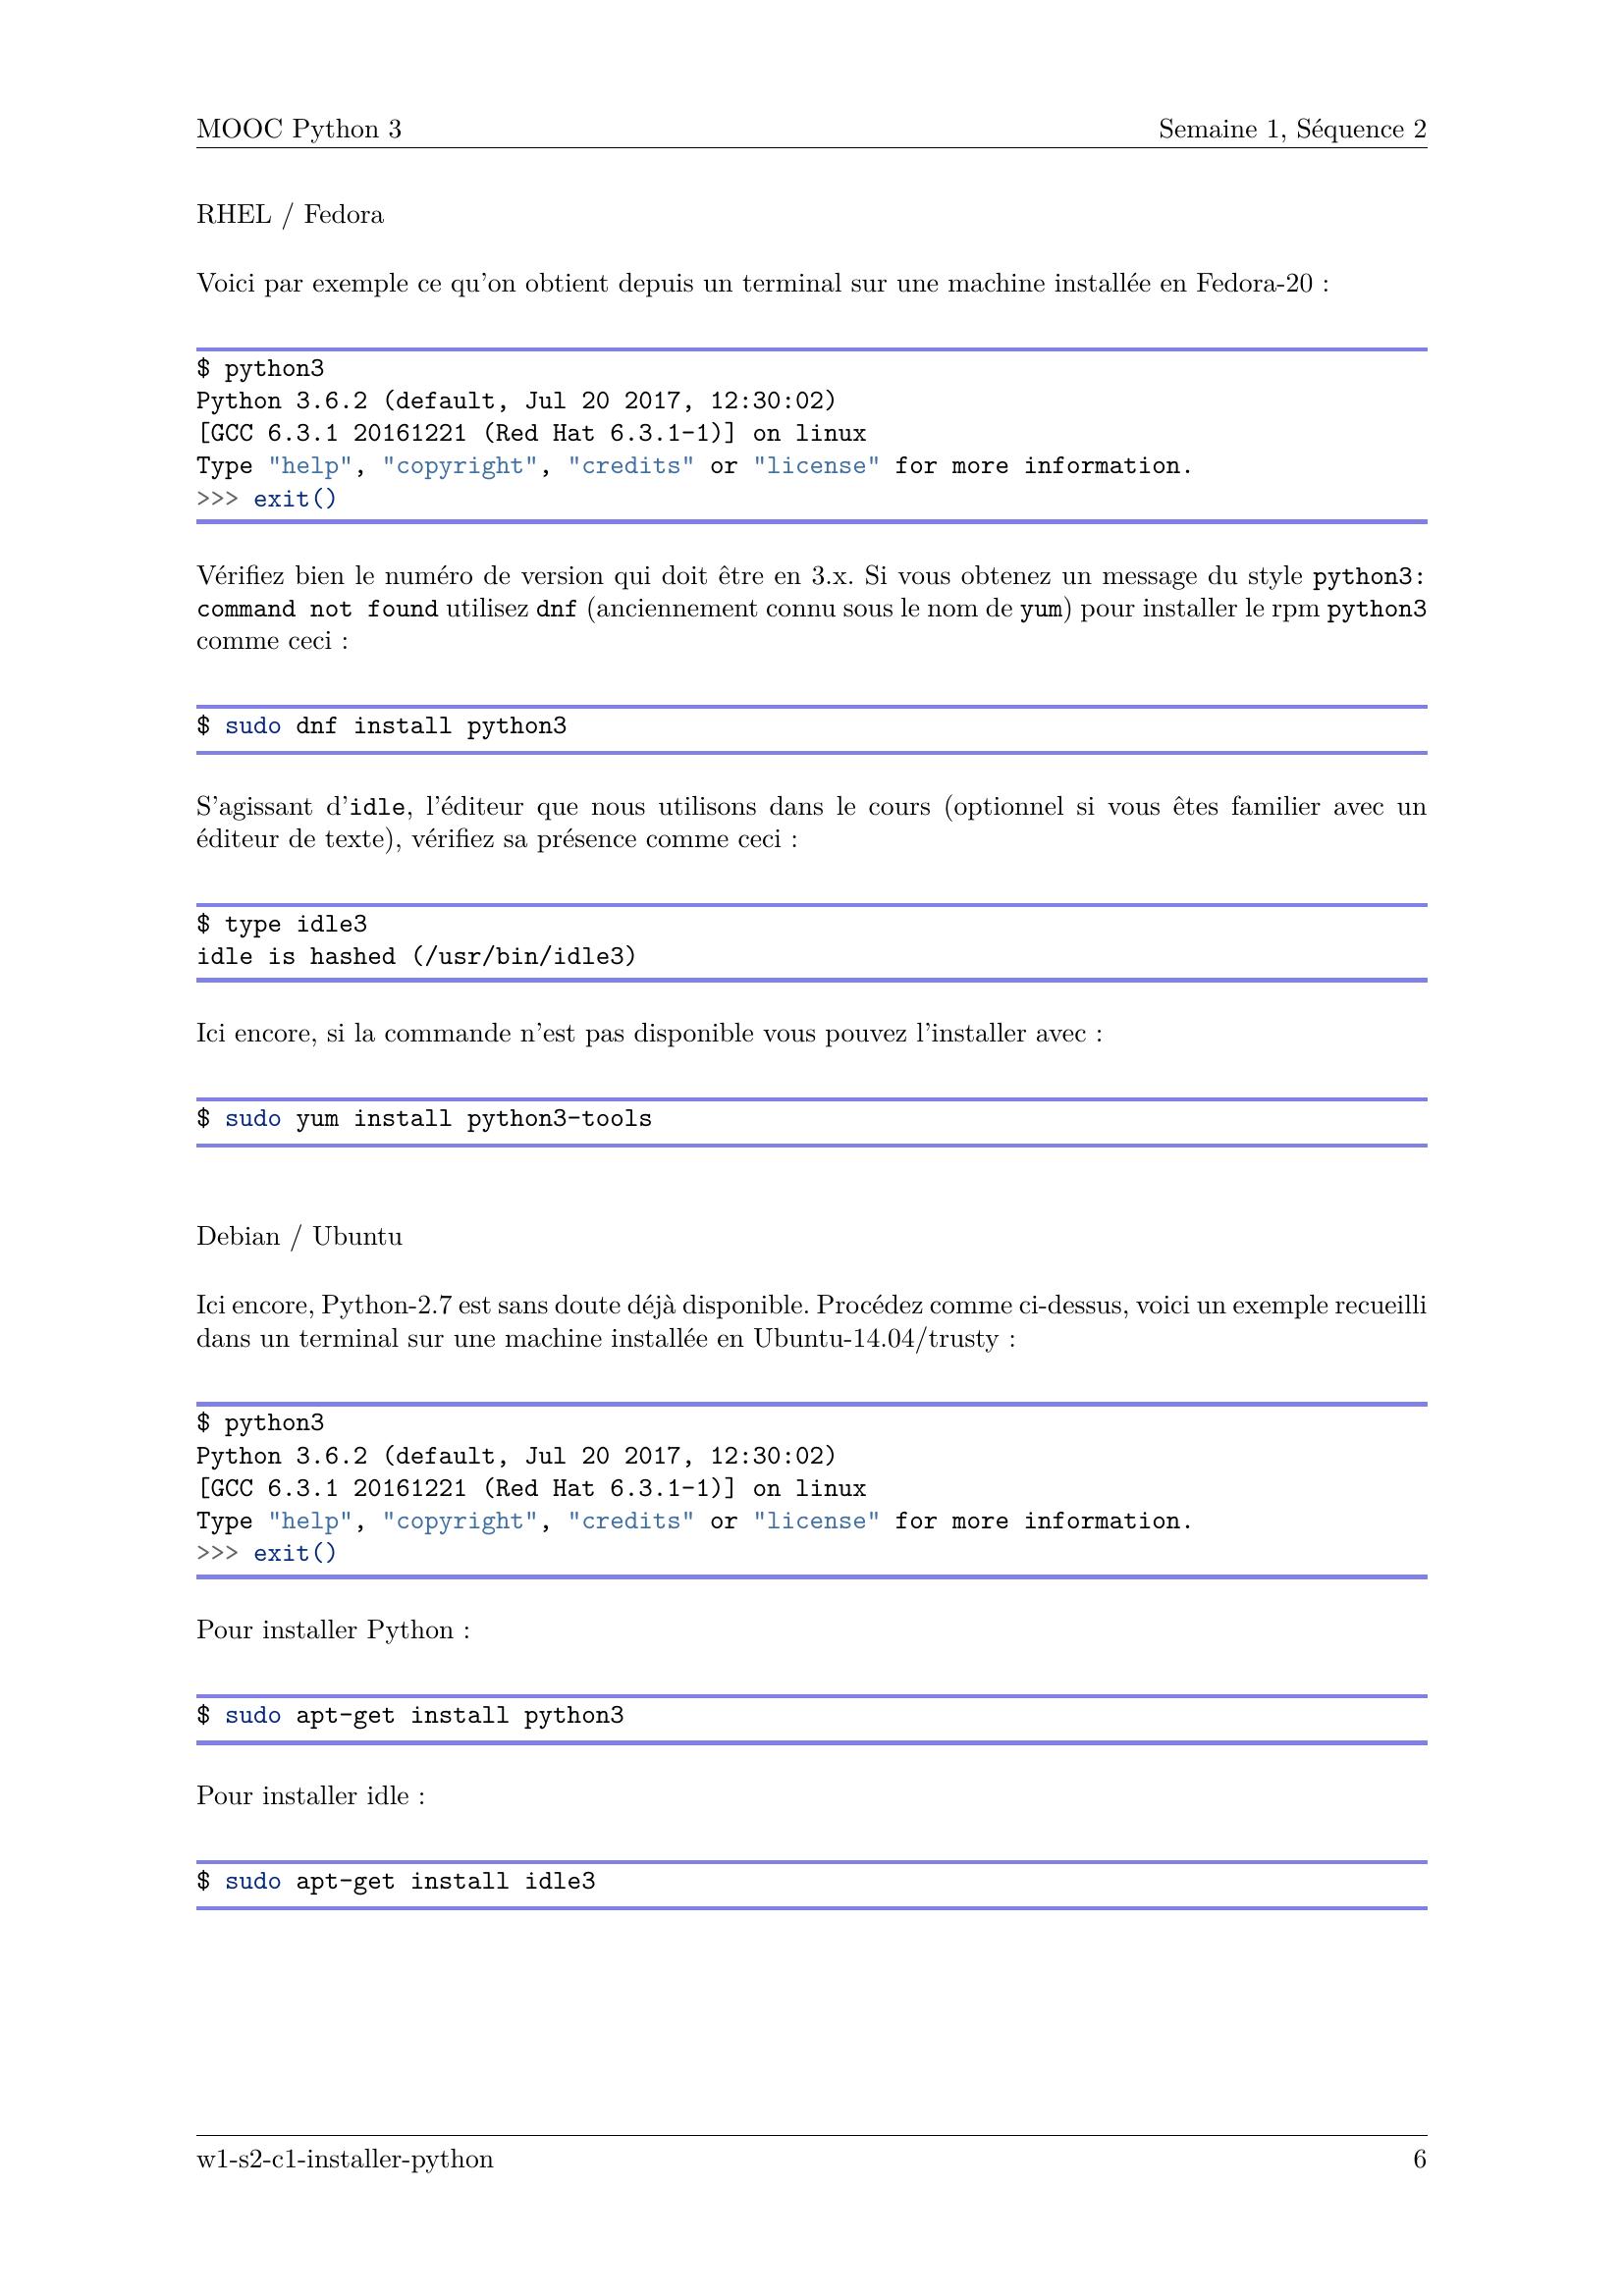 MOOC Python 3 Semaine 1, Séquence 2
RHEL / Fedora
Voici par exemple ce qu'on obtient depuis un terminal sur une machine installée en Fedora-20 :
$ python3
Python 3.6.2 (default, Jul 20 2017, 12:30:02)
[GCC 6.3.1 20161221 (Red Hat 6.3.1-1)] on linux
Type "help", "copyright", "credits" or "license" for more information.
>>> exit()
Vérifiez bien le numéro de version qui doit être en 3.x. Si vous obtenez un message du style python3:
command not found utilisez dnf (anciennement connu sous le nom de yum) pour installer le rpm python3
comme ceci :
$ sudo dnf install python3
S'agissant d'idle, l'éditeur que nous utilisons dans le cours (optionnel si vous êtes familier avec un
éditeur de texte), vérifiez sa présence comme ceci :
$ type idle3
idle is hashed (/usr/bin/idle3)
Ici encore, si la commande n'est pas disponible vous pouvez l'installer avec :
$ sudo yum install python3-tools
Debian / Ubuntu
Ici encore, Python-2.7 est sans doute déjà disponible. Procédez comme ci-dessus, voici un exemple recueilli
dans un terminal sur une machine installée en Ubuntu-14.04/trusty :
$ python3
Python 3.6.2 (default, Jul 20 2017, 12:30:02)
[GCC 6.3.1 20161221 (Red Hat 6.3.1-1)] on linux
Type "help", "copyright", "credits" or "license" for more information.
>>> exit()
Pour installer Python :
$ sudo apt-get install python3
Pour installer idle :
$ sudo apt-get install idle3
w1-s2-c1-installer-python 6